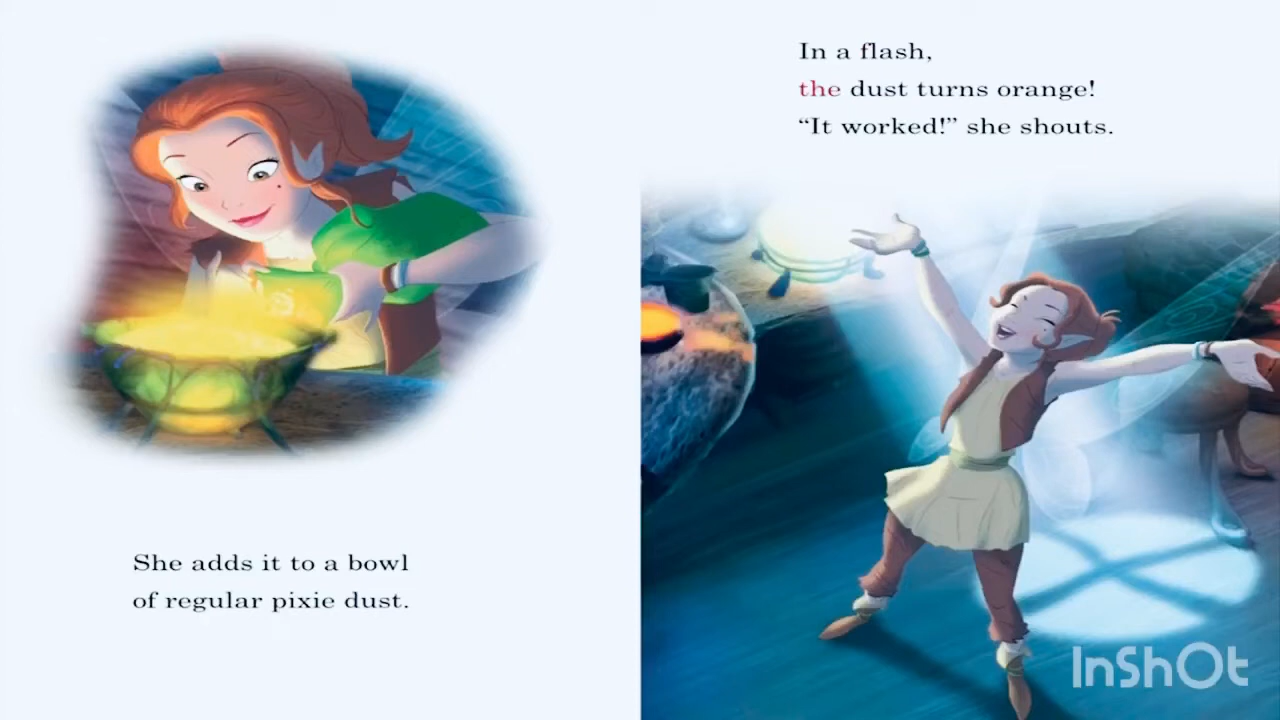 She adds it to a bowl
of regular pixie dust.
In a flash,
the dust turns orange!
“It worked!” she shouts.
InShOt